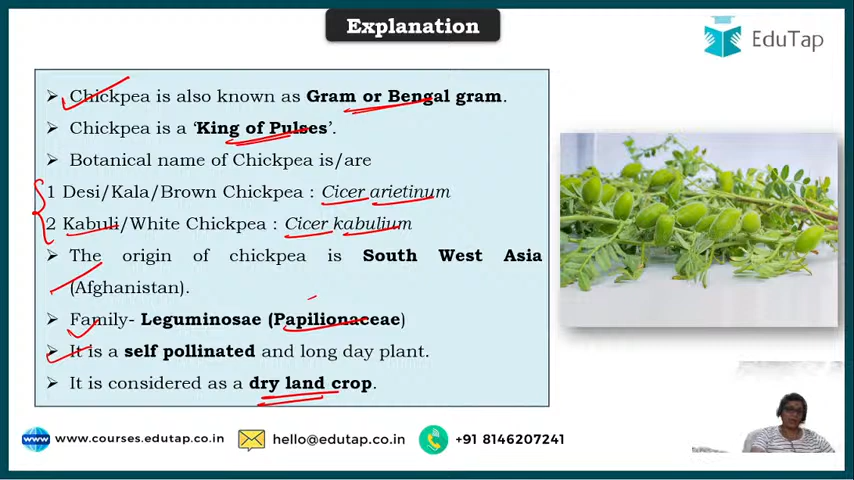 Explanation
EduTap
➢ Chickpea is also known as Gram or Bengal gram.
➢ Chickpea is a ‘King of Pulses’.
➢ Botanical name of Chickpea is/are
1 Desi/Kala/Brown Chickpea : Cicer arietinum
2 Kabuli/White Chickpea : Cicer kabulium
➢ The origin of chickpea is South West Asia
(Afghanistan).
➢ Family- Leguminosae (Papilionaceae)
➢ It is a self pollinated and long day plant.
➢ It is considered as a dry land crop.
www.courses.edutap.co.in
hello@edutap.co.in
+91 8146207241